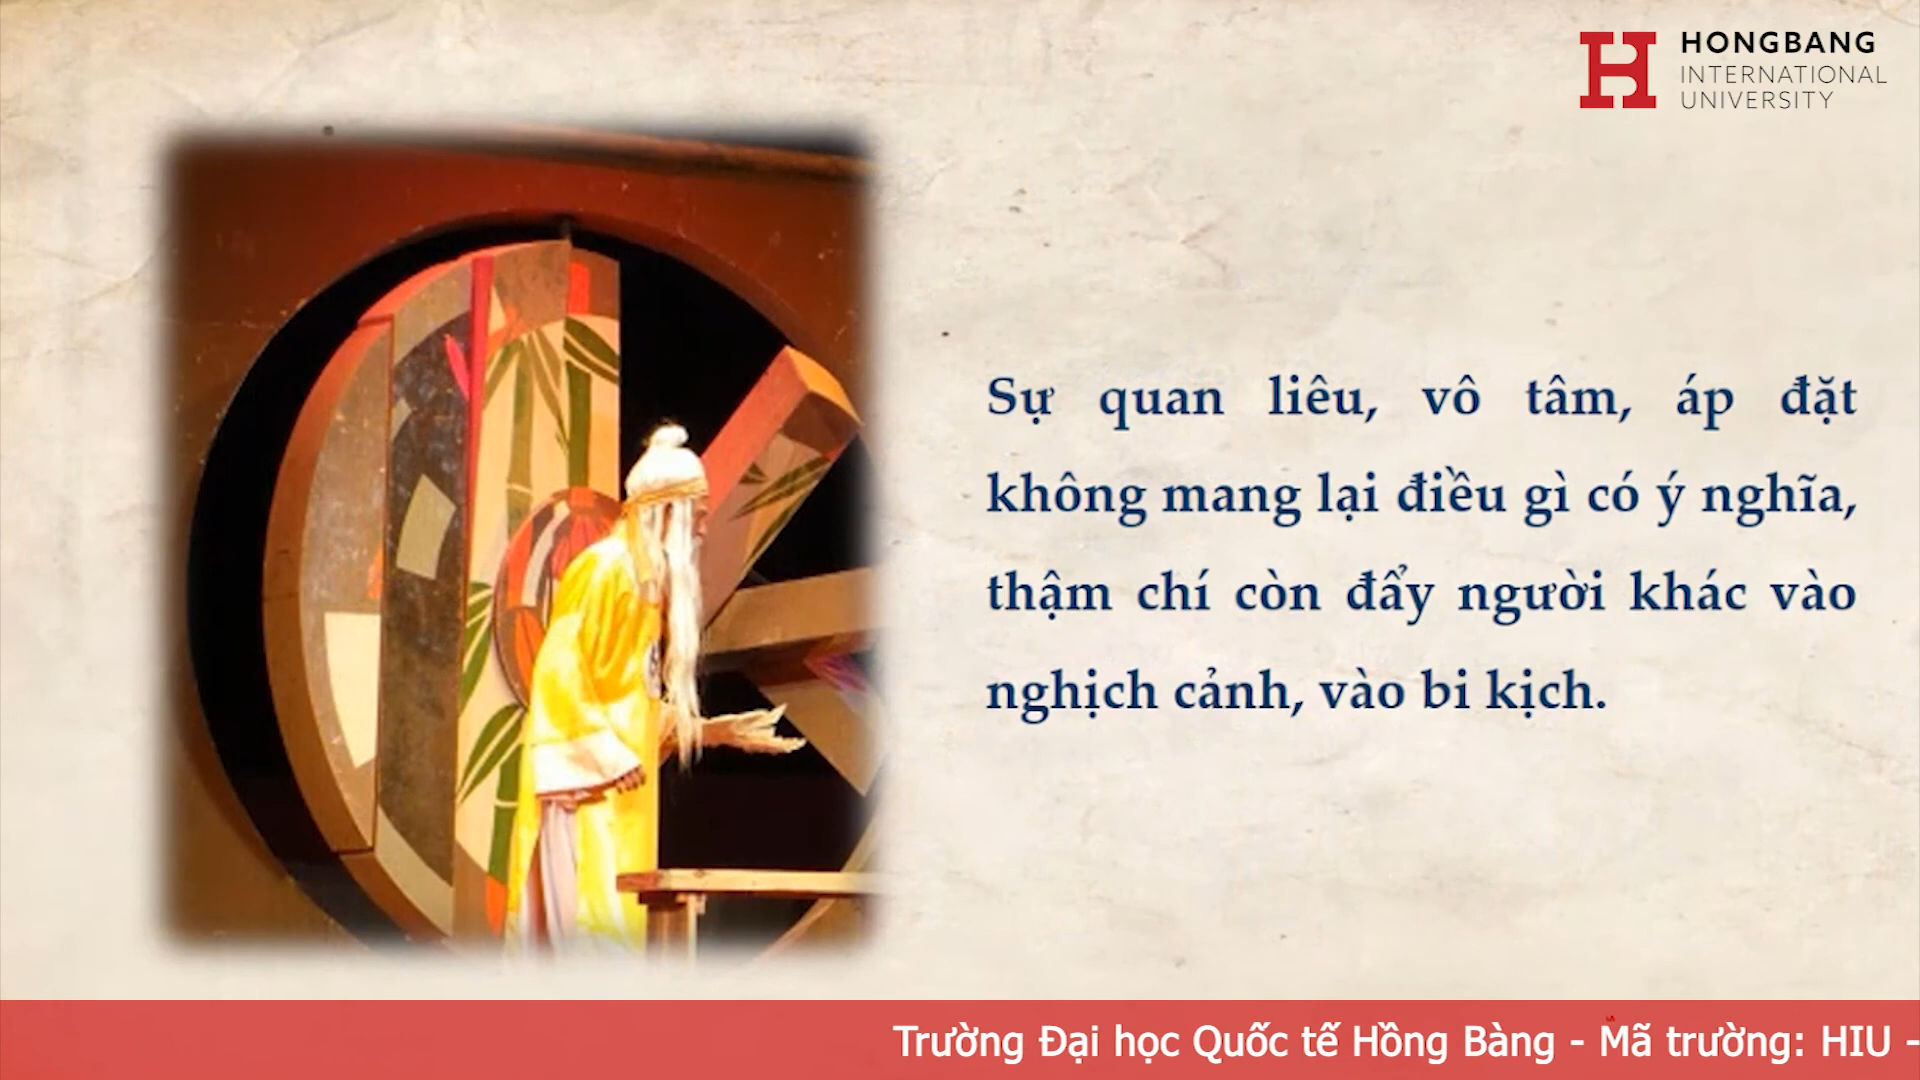 HONGBANG
INTERNATIONAL
UNIVERSITY
Sự quan liêu, vô tâm, áp đặt
không mang lại điều gì có ý nghĩa,
thậm chí còn đẩy người khác vào
nghịch cảnh, vào bi kịch.
Trường Đại học Quốc tế Hồng Bàng - Mã trường: HIU -